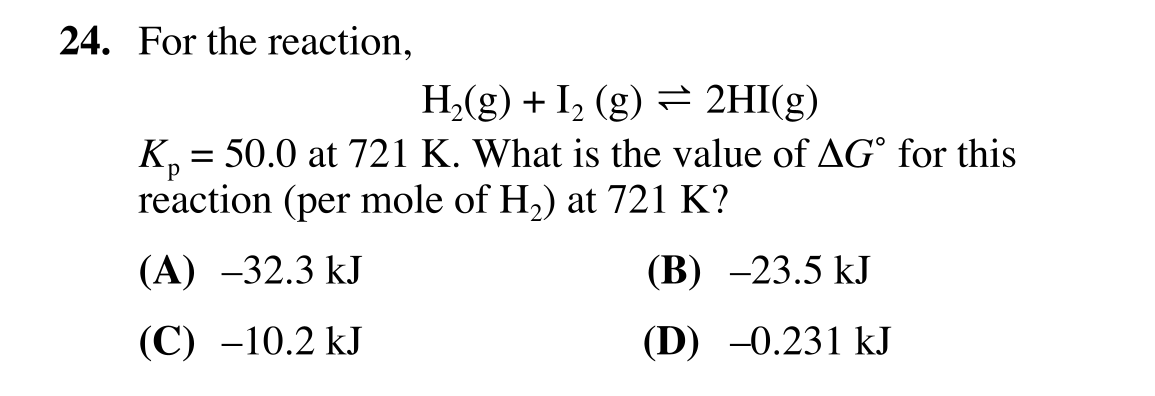 24. For the reaction,
H₂(g) + I₂ (g) ⇌ 2HI(g)
Kₚ = 50.0 at 721 K. What is the value of ΔG° for this
reaction (per mole of H₂) at 721 K?
(A) –32.3 kJ (B) –23.5 kJ
(C) –10.2 kJ (D) –0.231 kJ